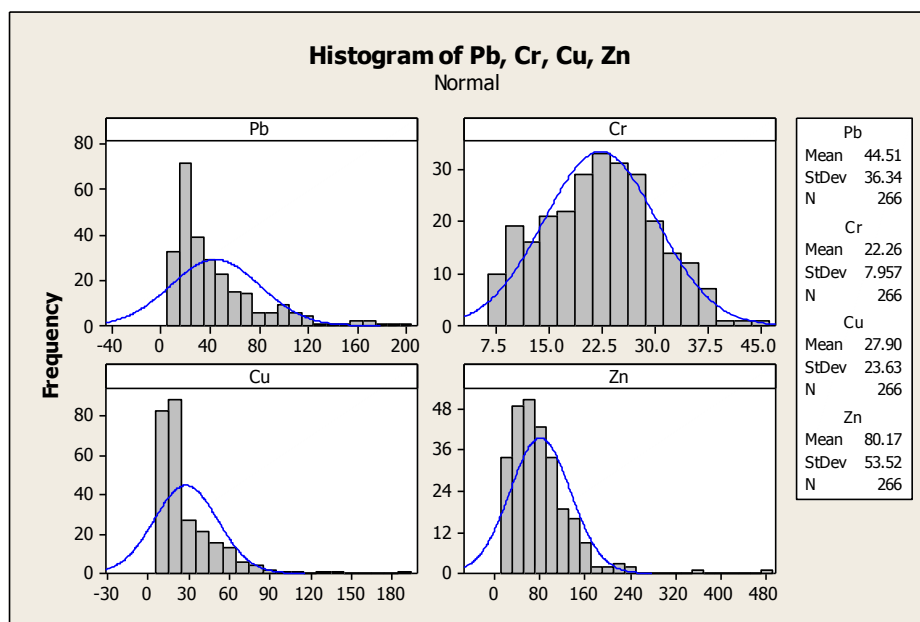 Histogram of Pb, Cr, Cu, Zn
Normal
Pb
Cr
80
60
40
20
0
-40 0 40 80 120 160 200
30
20
10
0
7.5 15.0 22.5 30.0 37.5 45.0
Frequency
Cu
Zn
80
60
40
20
0
-30 0 30 60 90 120 150 180
48
36
24
12
0
0 80 160 240 320 400 480
Pb
Mean 44.51
StDev 36.34
N 266
Cr
Mean 22.26
StDev 7.957
N 266
Cu
Mean 27.90
StDev 23.63
N 266
Zn
Mean 80.17
StDev 53.52
N 266